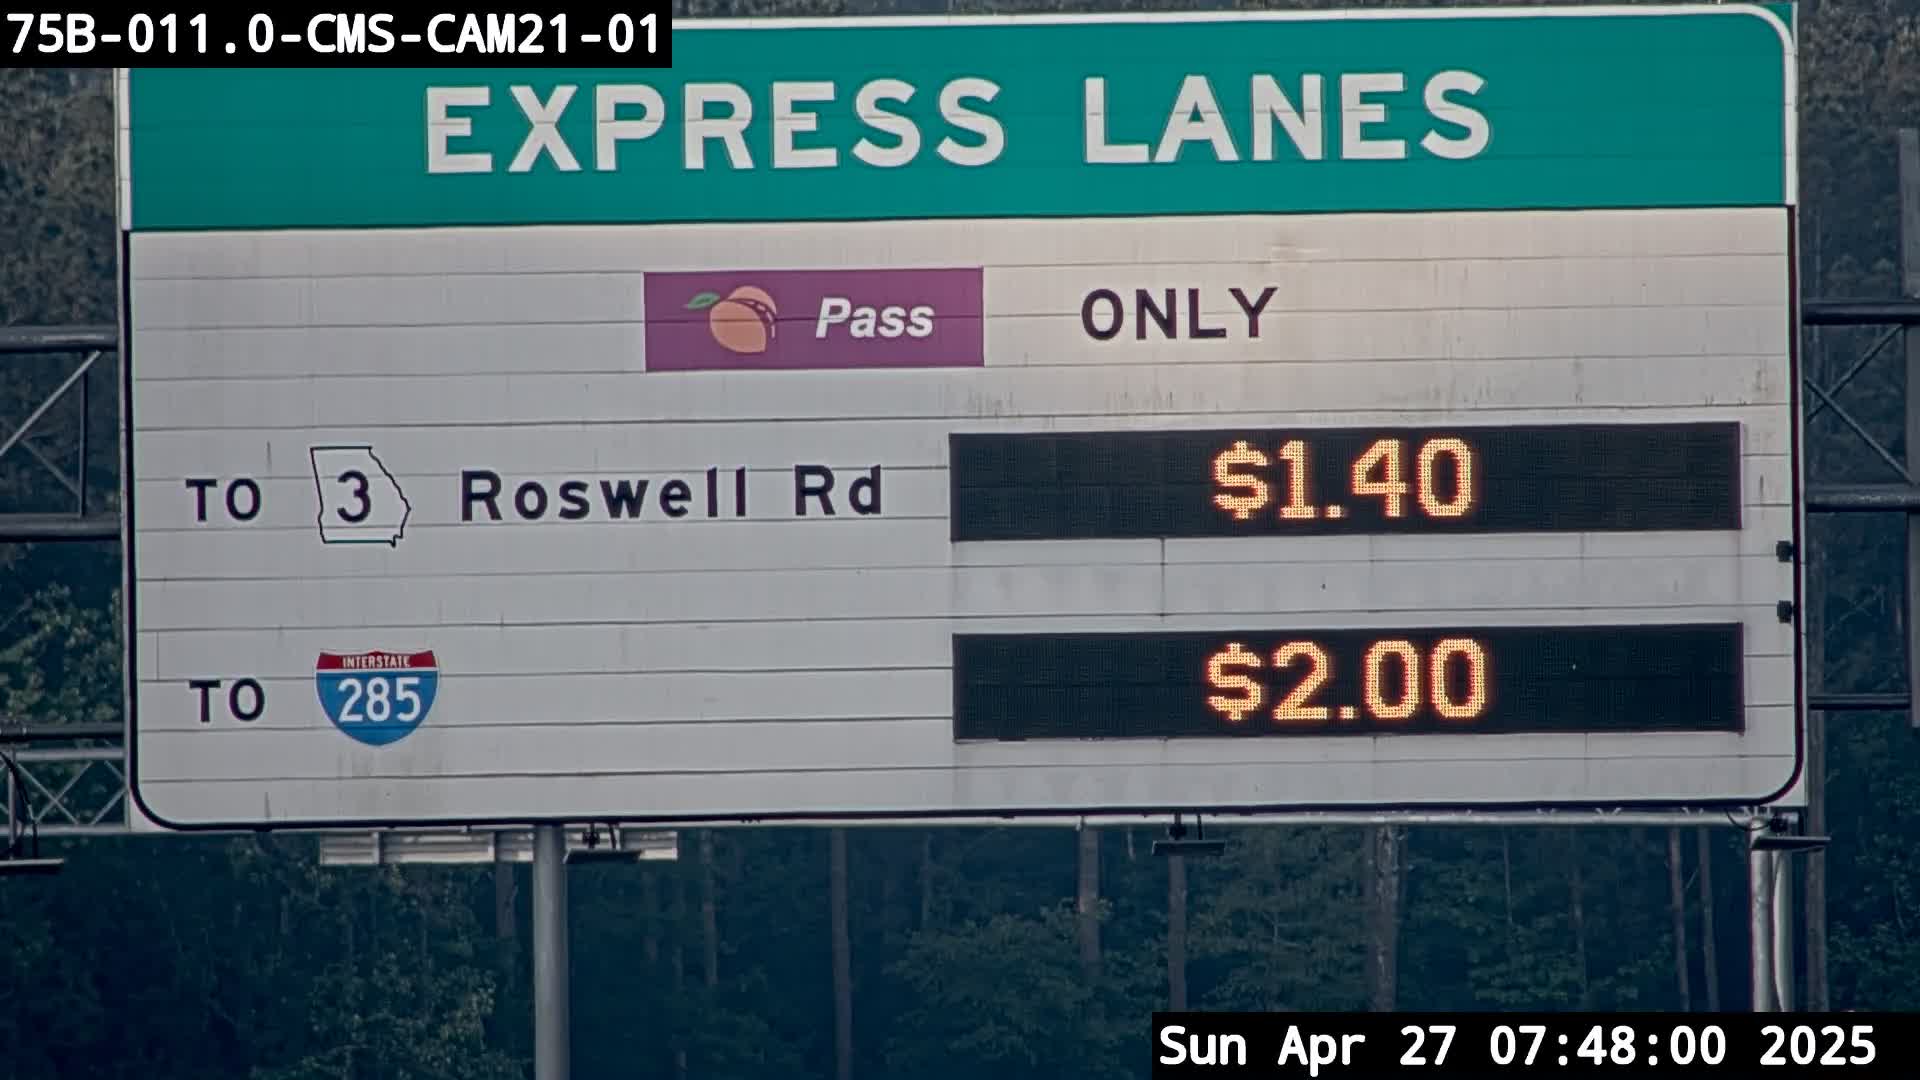 75B-011.0-CMS-CAM21-01
EXPRESS LANES
Pass ONLY
TO 3 Roswell Rd $1.40
TO INTERSTATE 285 $2.00
Sun Apr 27 07:48:00 2025